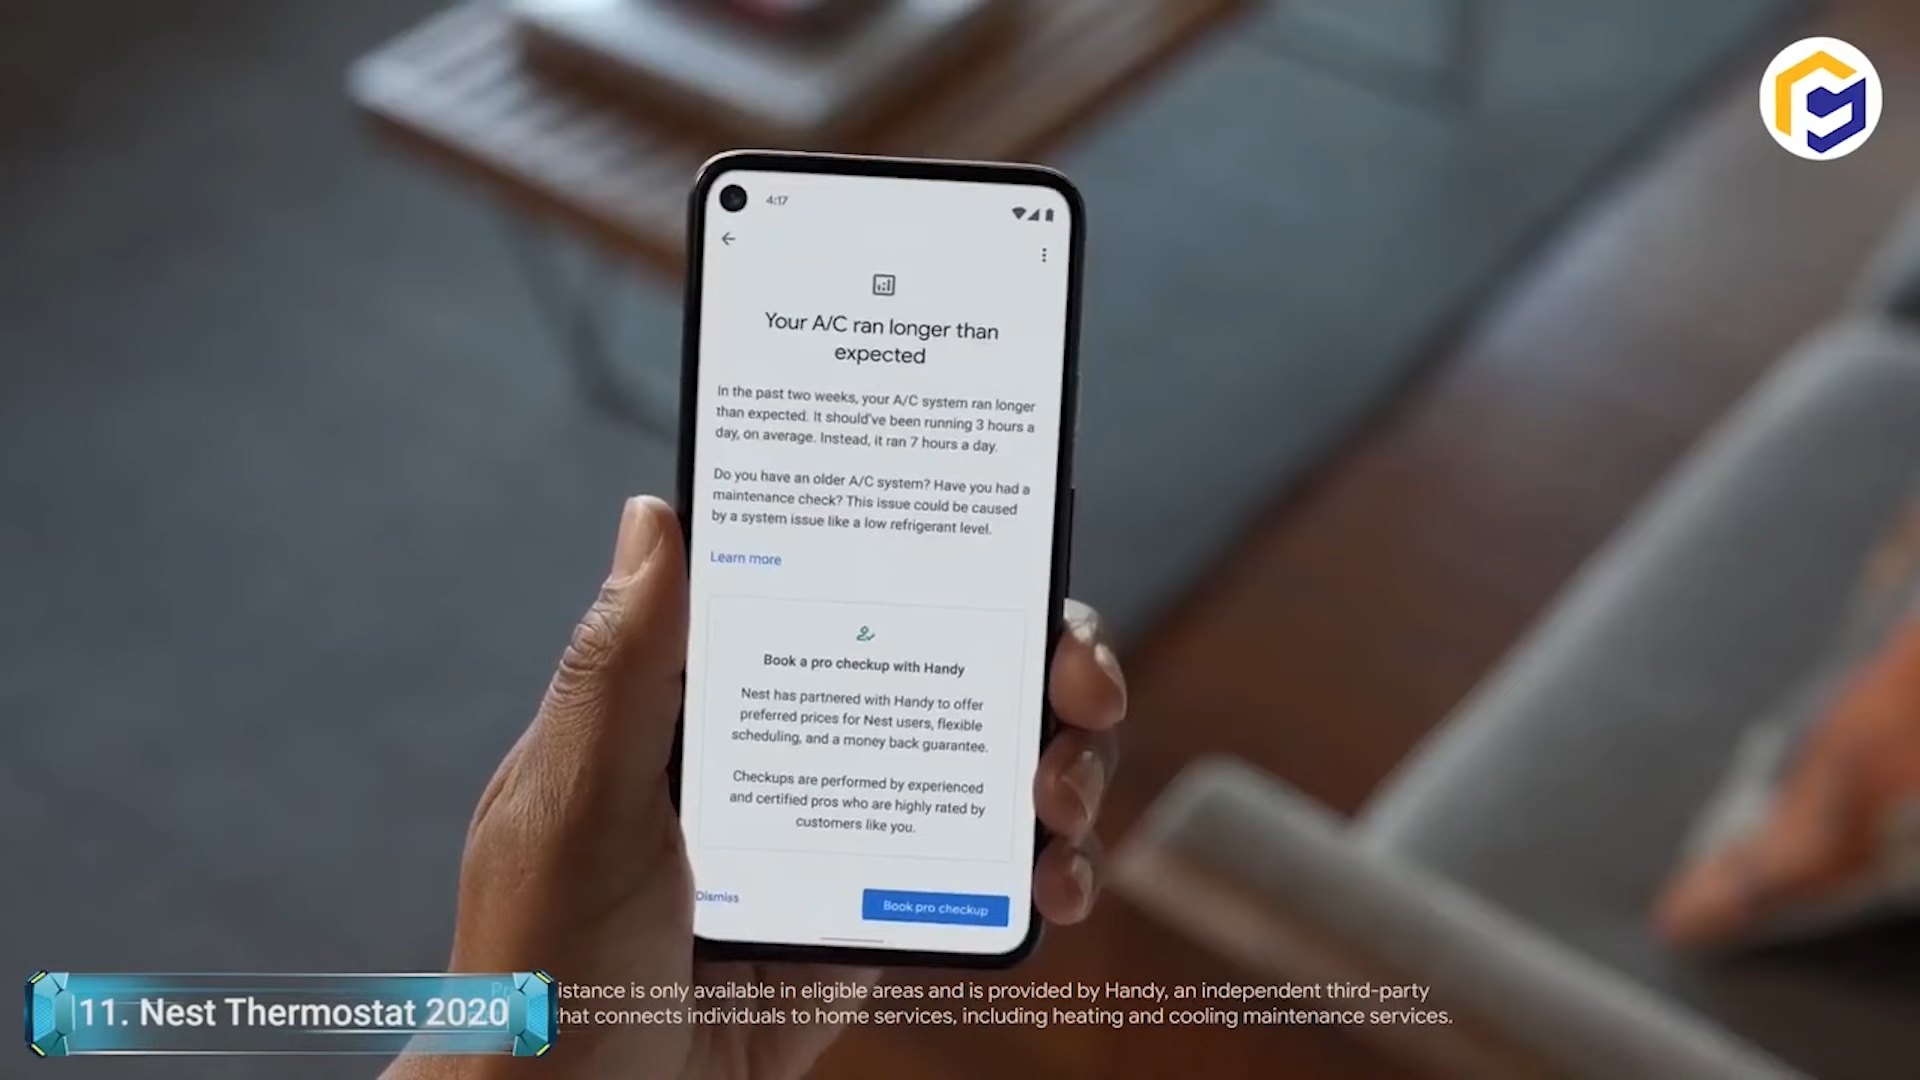 4:17
Your A/C ran longer than
expected
In the past two weeks, your A/C system ran longer
than expected. It should've been running 3 hours a
day, on average. Instead, it ran 7 hours a day.
Do you have an older A/C system? Have you had a
maintenance check? This issue could be caused
by a system issue like a low refrigerant level.
Learn more
Book a pro checkup with Handy
Nest has partnered with Handy to offer
preferred prices for Nest users, flexible
scheduling, and a money back guarantee.
Checkups are performed by experienced
and certified pros who are highly rated by
customers like you.
Dismiss
Book pro checkup
11. Nest Thermostat 2020
is only available in eligible areas and is provided by Handy, an independent third-party
that connects individuals to home services, including heating and cooling maintenance services.